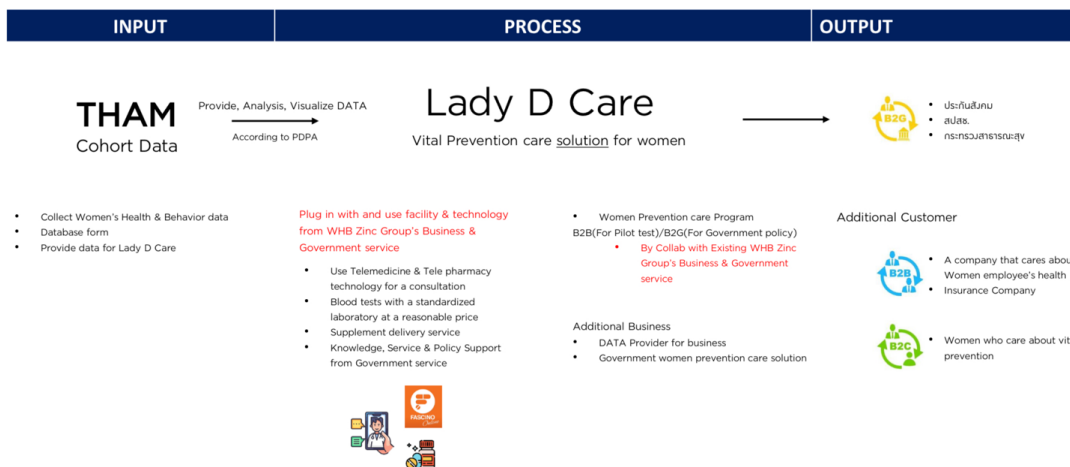 INPUT
PROCESS
OUTPUT
THAM
Cohort Data
Provide, Analysis, Visualize DATA
According to PDPA
Lady D Care
Vital Prevention care solution for women
B2G
• ประกันสังคม
• สปสช.
• กระทรวงสาธารณะสุข
• Collect Women's Health & Behavior data
• Database form
• Provide data for Lady D Care
Plug in with and use facility & technology
from WHB Zinc Group's Business &
Government service
• Use Telemedicine & Tele pharmacy
technology for a consultation
• Blood tests with a standardized
laboratory at a reasonable price
• Supplement delivery service
• Knowledge, Service & Policy Support
from Government service
FASCINO
Online
• Women Prevention care Program
B2B(For Pilot test)/B2G(For Government policy)
• By Collab with Existing WHB Zinc
Group's Business & Government
service
Additional Business
• DATA Provider for business
• Government women prevention care solution
Additional Customer
B2B
• A company that cares abou
Women employee's health
• Insurance Company
B2C
• Women who care about vit
prevention